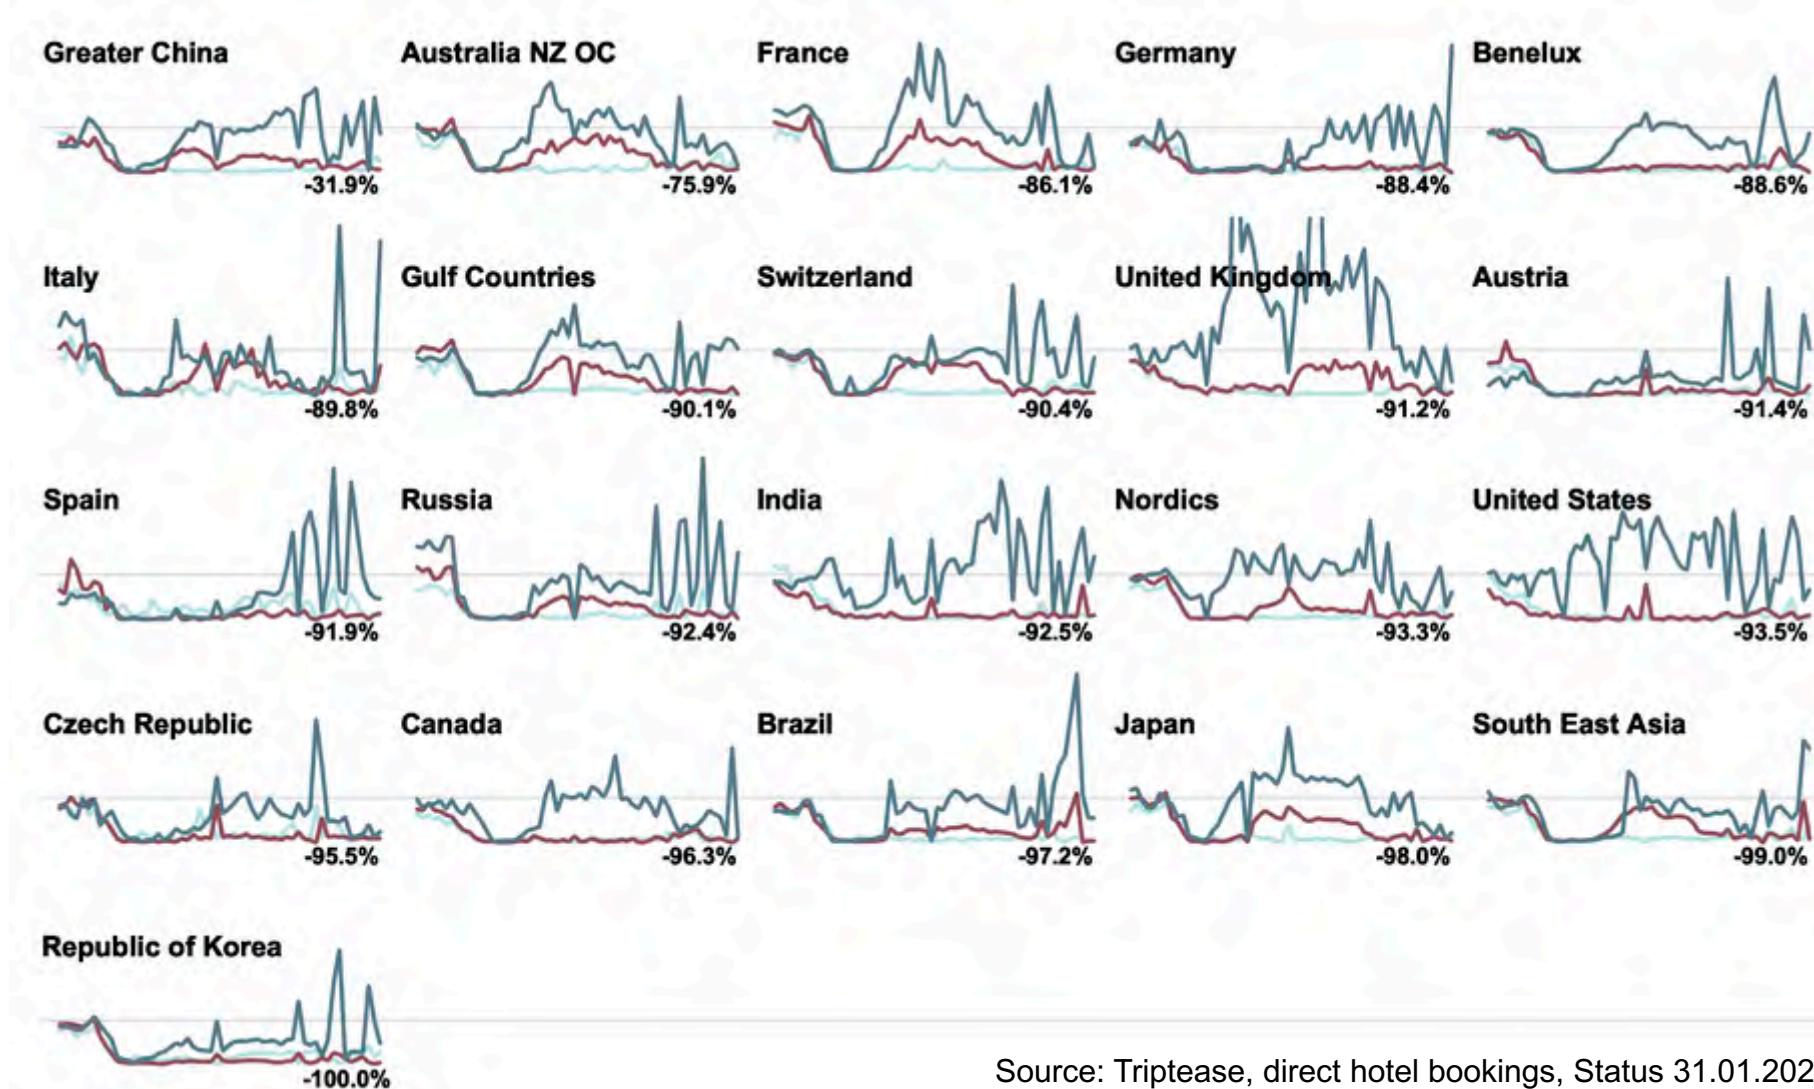 Greater China Australia NZ OC France Germany Benelux
-31.9% -75.9% -86.1% -88.4% -88.6%
Italy Gulf Countries Switzerland United Kingdom Austria
-89.8% -90.1% -90.4% -91.2% -91.4%
Spain Russia India Nordics United States
-91.9% -92.4% -92.5% -93.3% -93.5%
Czech Republic Canada Brazil Japan South East Asia
-95.5% -96.3% -97.2% -98.0% -99.0%
Republic of Korea
-100.0%
Source: Triptease, direct hotel bookings, Status 31.01.202